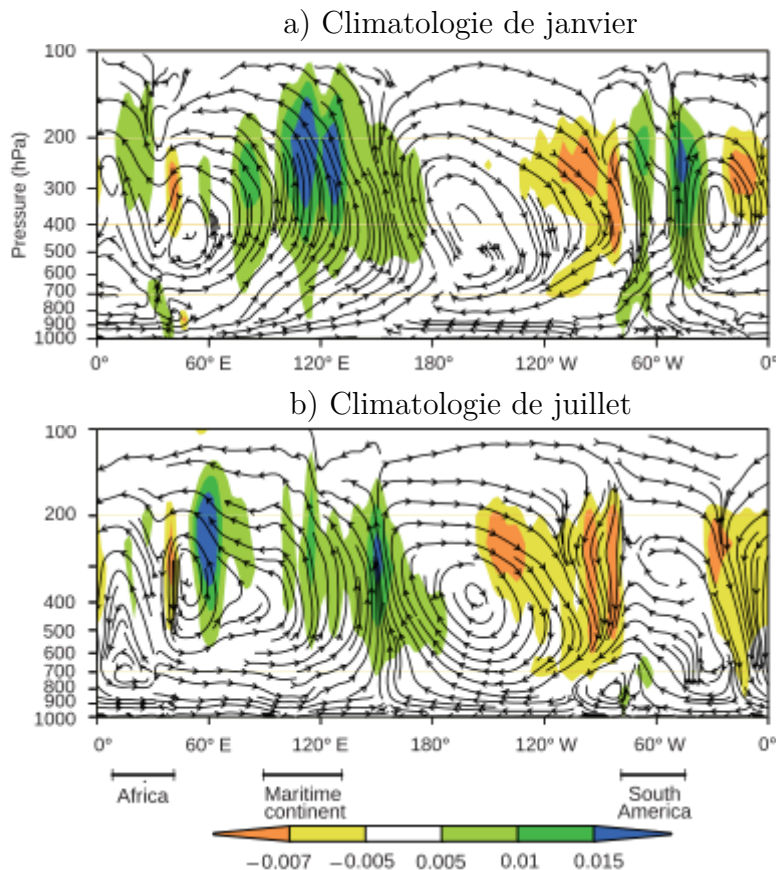 a) Climatologie de janvier
100
200
300
400
500
600
700
800
900
1000
Pressure (hPa)
0° 60° E 120° E 180° 120° W 60° W 0°
b) Climatologie de juillet
100
200
300
400
500
600
700
800
900
1000
0° 60° E 120° E 180° 120° W 60° W 0°
Africa Maritime South
continent America
−0.007 −0.005 0.005 0.01 0.015